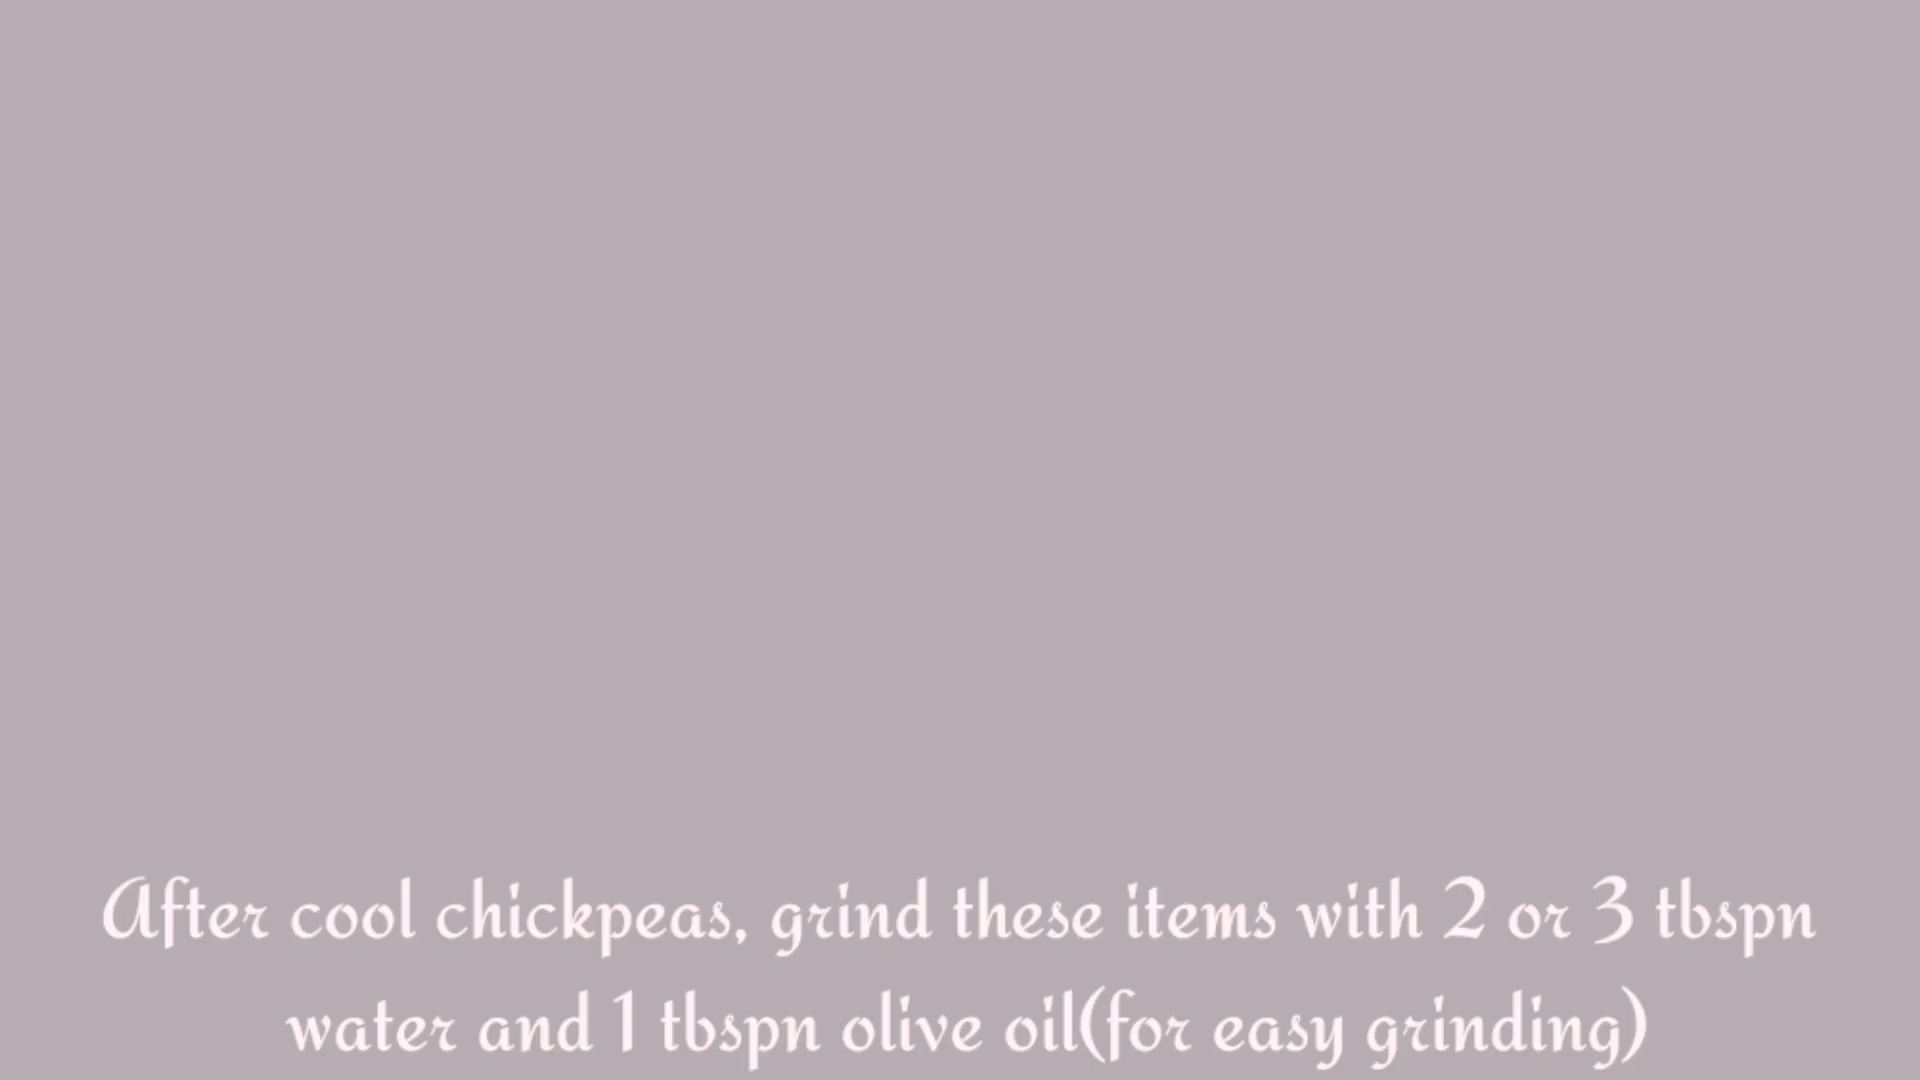 After cool chickpeas, grind these items with 2 or 3 tbspn
water and 1 tbspn olive oil(for easy grinding)